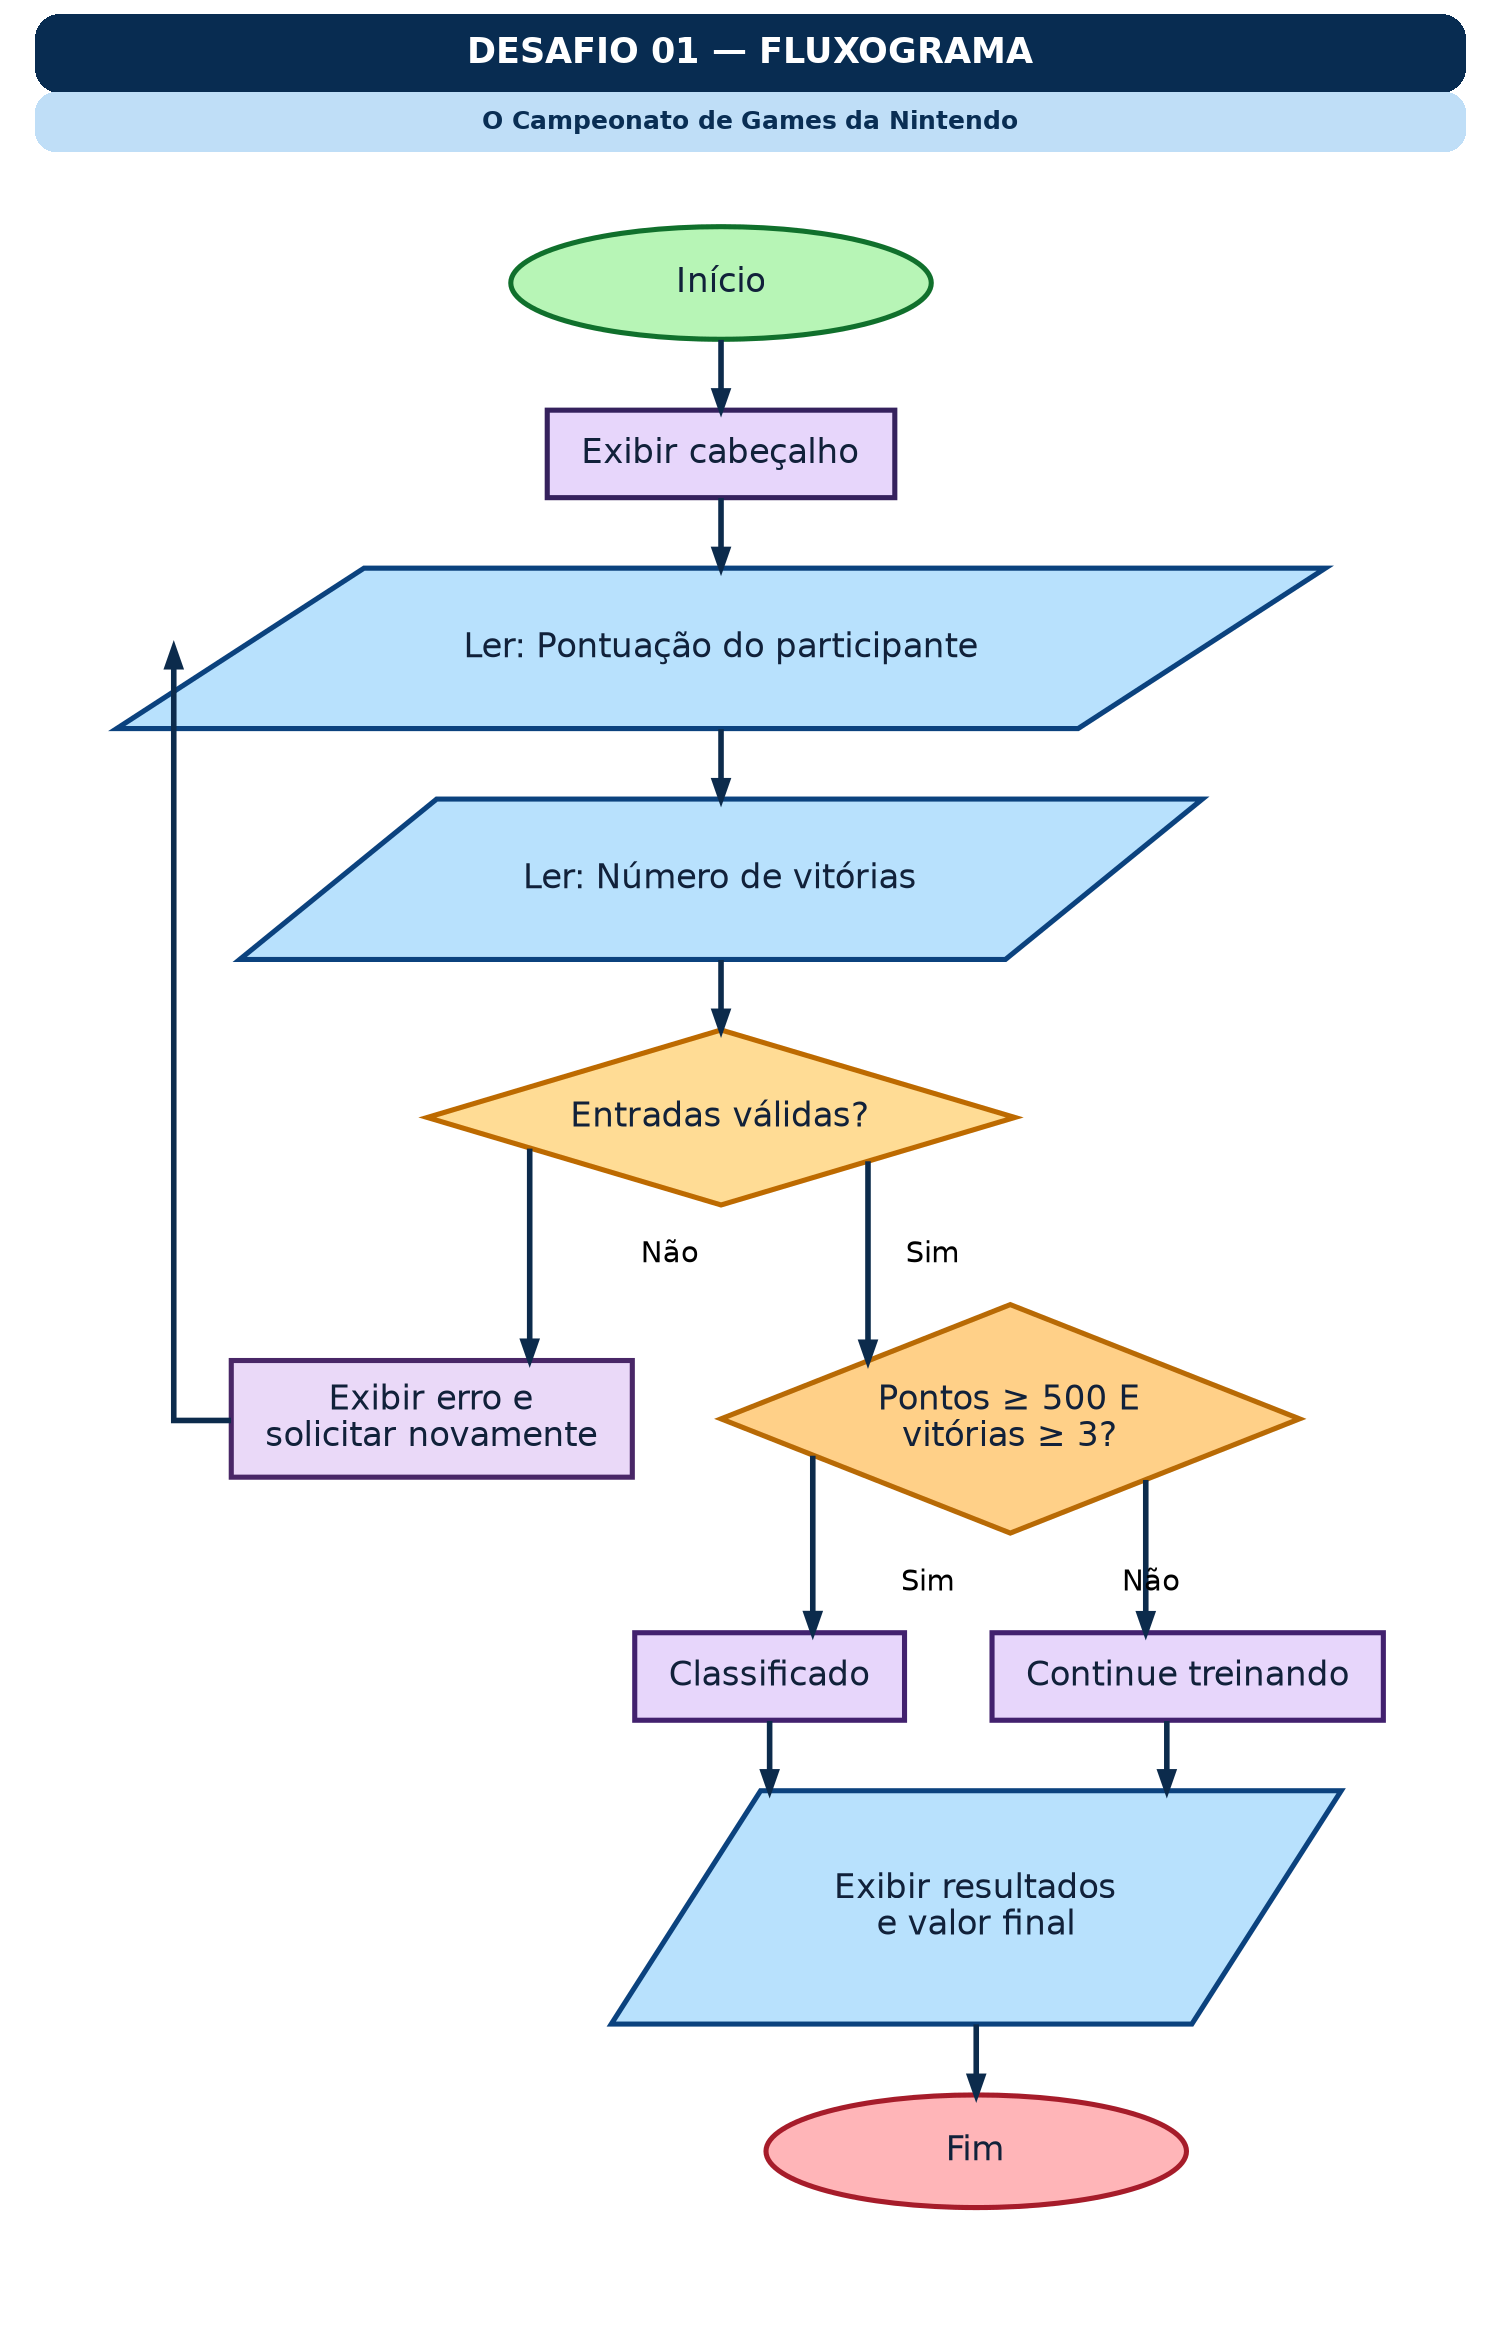 DESAFIO 01 — FLUXOGRAMA
O Campeonato de Games da Nintendo
Início
Exibir cabeçalho
Ler: Pontuação do participante
Ler: Número de vitórias
Entradas válidas?
Não
Sim
Exibir erro e
solicitar novamente
Pontos ≥ 500 E
vitórias ≥ 3?
Sim
Não
Classificado
Continue treinando
Exibir resultados
e valor final
Fim